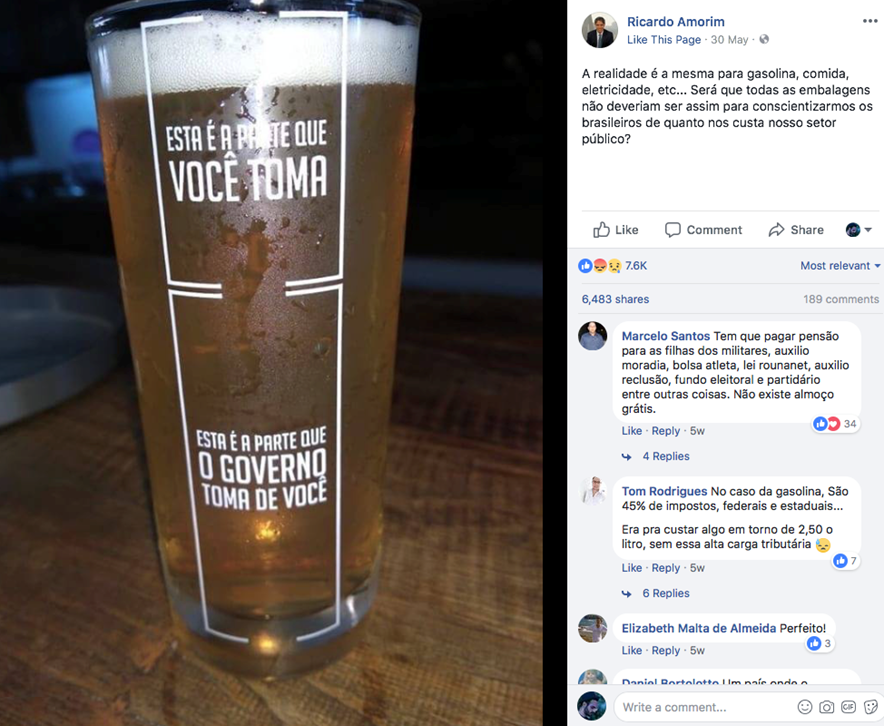 ESTA É A PARTE QUE
VOCÊ TOMA
ESTA É A PARTE QUE
O GOVERNO
TOMA DE VOCÊ
Ricardo Amorim
Like This Page · 30 May ·
A realidade é a mesma para gasolina, comida,
eletricidade, etc... Será que todas as embalagens
não deveriam ser assim para conscientizarmos os
brasileiros de quanto nos custa nosso setor
público?
Like Comment Share
7.6K Most relevant
6,483 shares 189 comments
Marcelo Santos Tem que pagar pensão
para as filhas dos militares, auxilio
moradia, bolsa atleta, lei rounanet, auxilio
reclusão, fundo eleitoral e partidário
entre outras coisas. Não existe almoço
grátis.
34
Like · Reply · 5w
4 Replies
Tom Rodrigues No caso da gasolina, São
45% de impostos, federais e estaduais...
Era pra custar algo em torno de 2,50 o
litro, sem essa alta carga tributária
7
Like · Reply · 5w
6 Replies
Elizabeth Malta de Almeida Perfeito!
3
Like · Reply · 5w
Daniel Bortolotto Um país onde o
Write a comment...
GIF